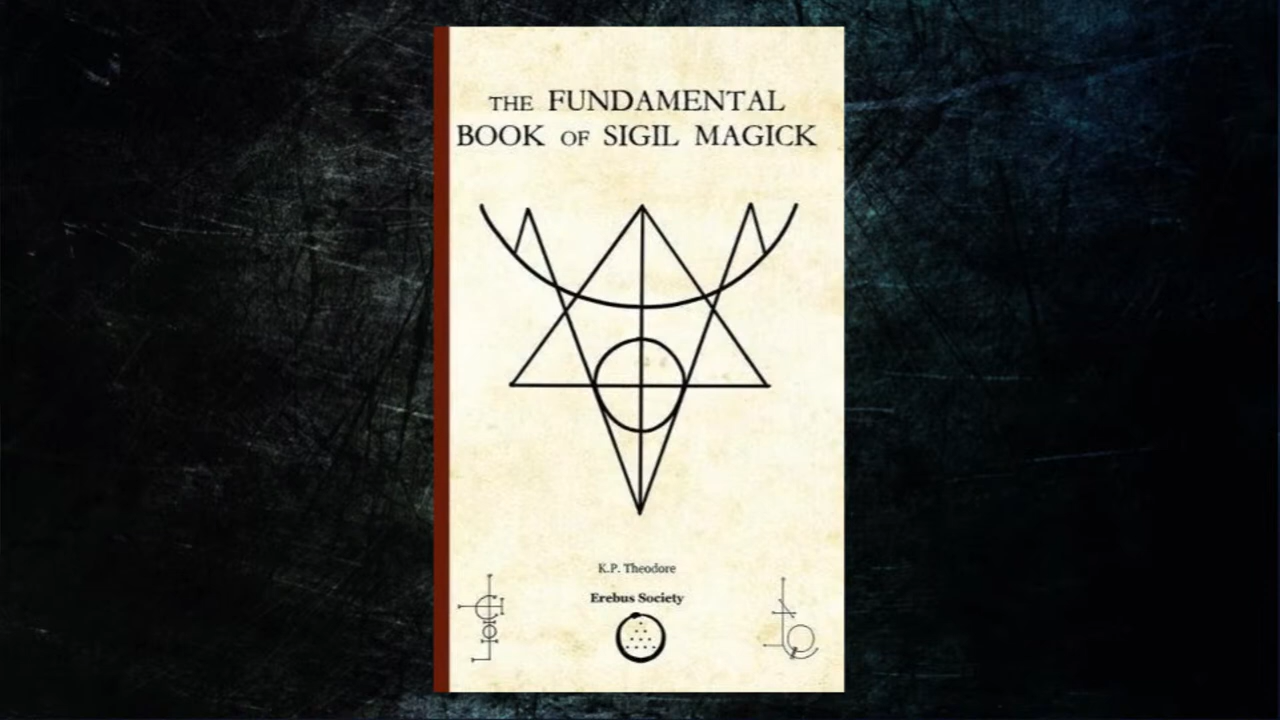 THE FUNDAMENTAL
BOOK OF SIGIL MAGICK
K.P. Theodore
Erebus Society